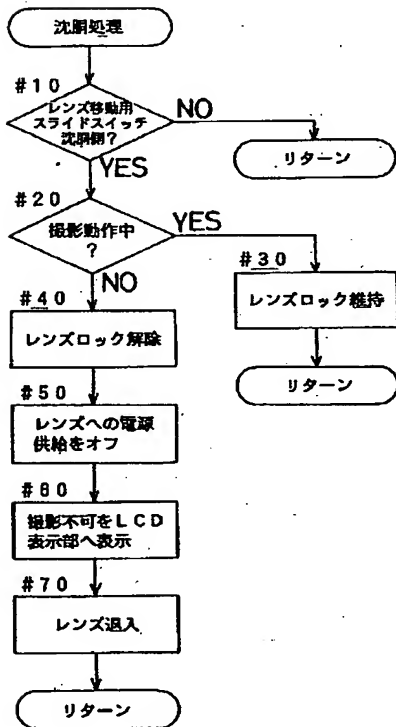 沈胴処理
#10
レンズ移動用
スライドスイッチ
沈胴側?
NO
リターン
YES
#20
撮影動作中
?
YES
#30
レンズロック維持
リターン
NO
#40
レンズロック解除
#50
レンズへの電源
供給をオフ
#60
撮影不可をLCD
表示部へ表示
#70
レンズ退入
リターン